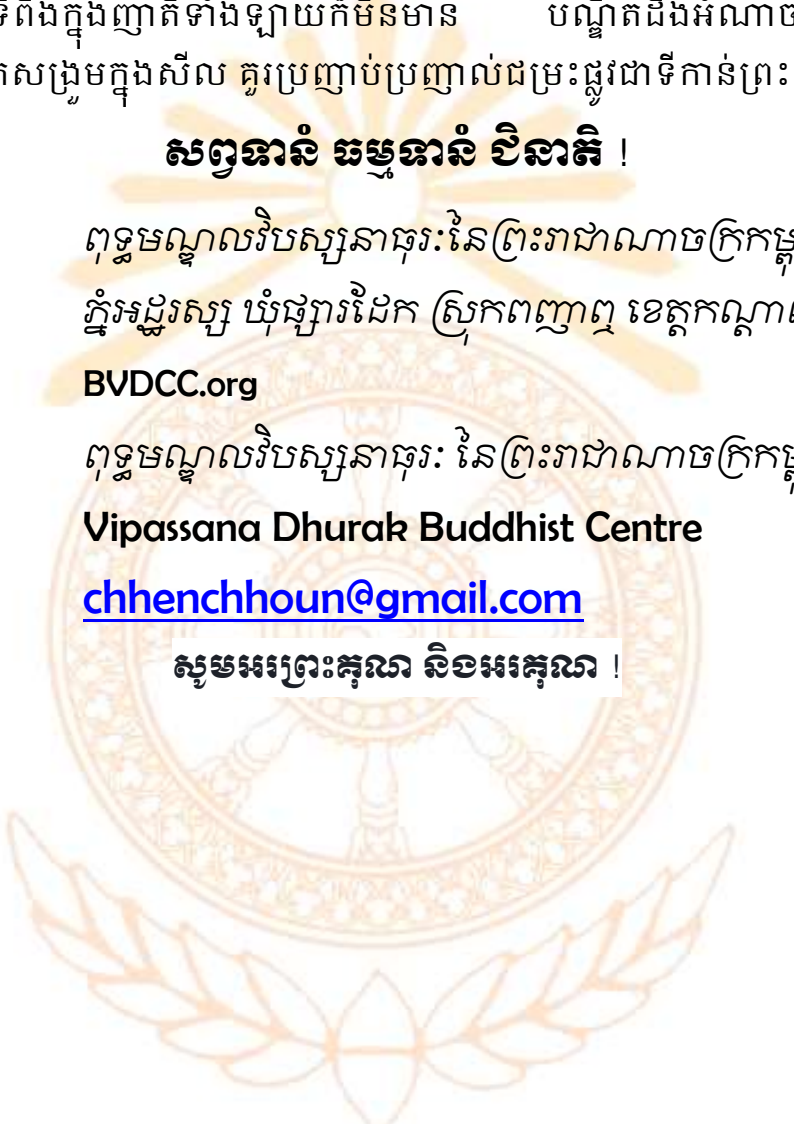 ក្នុងញាតិទាំងឡាយក៏មិនមាន បណ្ឌិតដឹងអំណាច
សង្រួមក្នុងសីល គួរប្រញាប់ប្រញាល់ជម្រះផ្លូវជាទីកាន់ព្រះ
សព្វទានំ ធម្មទានំ ជិនាតិ !
ពុទ្ធមណ្ឌលវិបស្សនាធុរៈនៃព្រះរាជាណាចក្រកម្ពុ
ភ្នំអដ្ឋរស្ស ឃុំផ្សារដែក ស្រុកពញាឮ ខេត្តកណ្តាល
BVDCC.org
ពុទ្ធមណ្ឌលវិបស្សនាធុរៈ នៃព្រះរាជាណាចក្រកម្ពុ
Vipassana Dhurak Buddhist Centre
chhenchhoun@gmail.com
សូមអរព្រះគុណ និងអរគុណ !